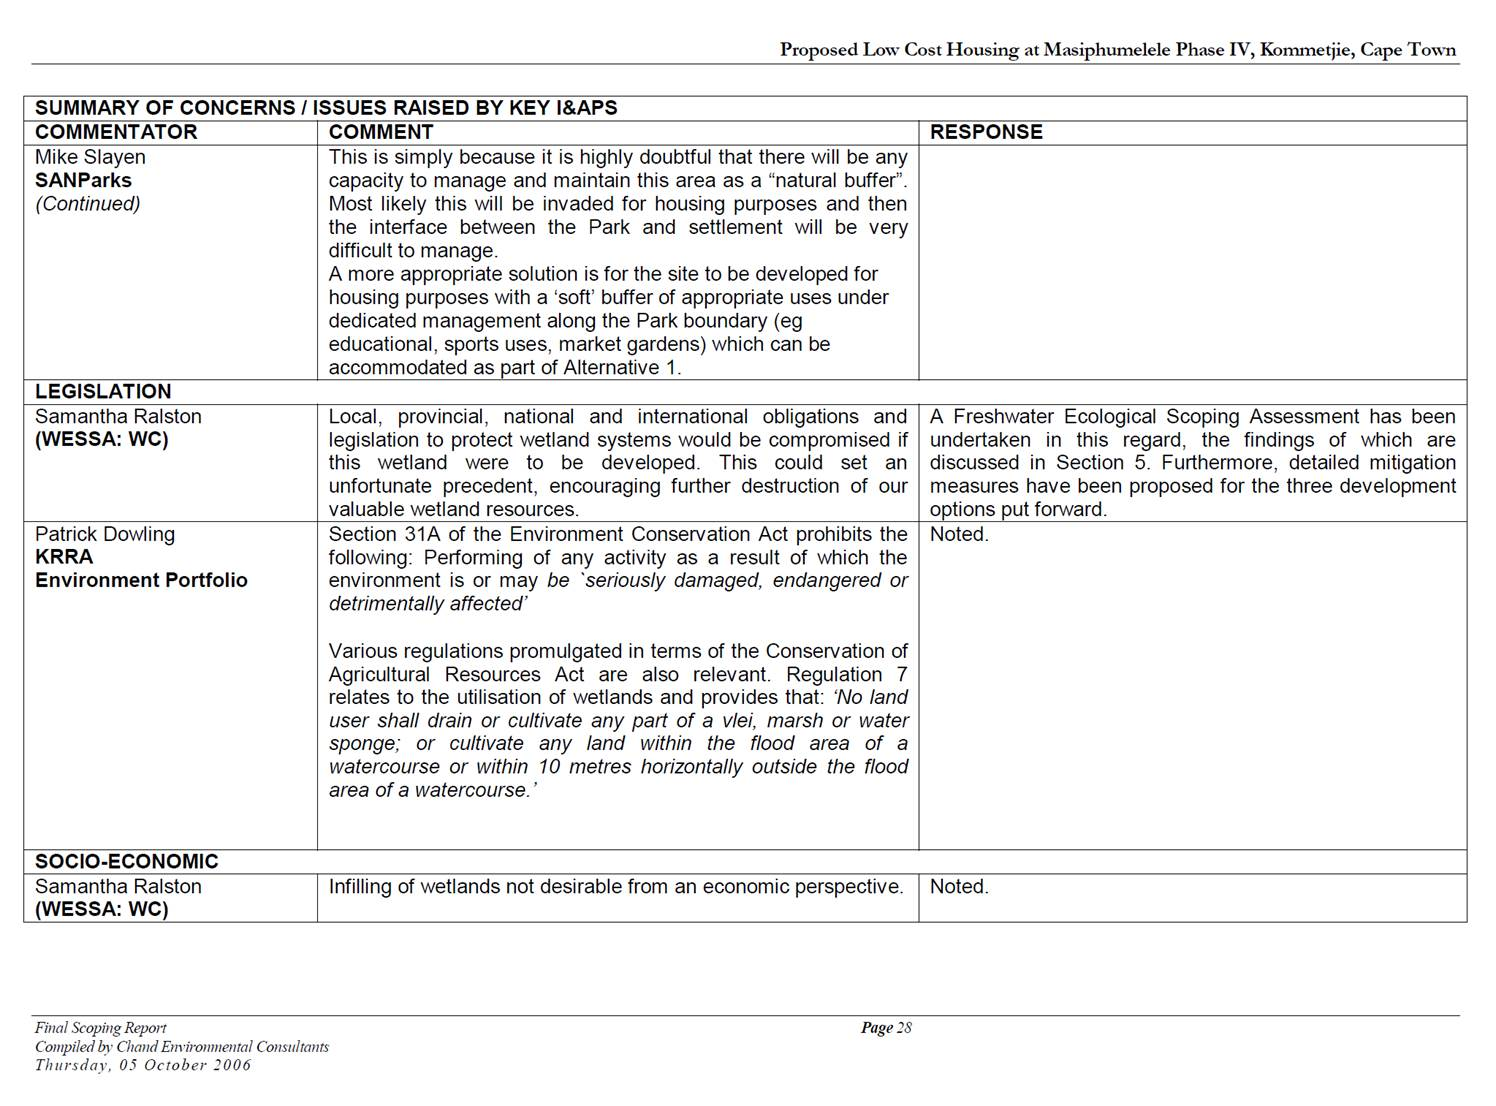 Proposed Low Cost Housing at Masiphumelele Phase IV, Kommetjie, Cape Town
SUMMARY OF CONCERNS / ISSUES RAISED BY KEY I&APS
COMMENTATOR
COMMENT
RESPONSE
Mike Slayen
SANParks
(Continued)
This is simply because it is highly doubtful that there will be any
capacity to manage and maintain this area as a “natural buffer”.
Most likely this will be invaded for housing purposes and then
the interface between the Park and settlement will be very
difficult to manage.
A more appropriate solution is for the site to be developed for
housing purposes with a ‘soft’ buffer of appropriate uses under
dedicated management along the Park boundary (eg
educational, sports uses, market gardens) which can be
accommodated as part of Alternative 1.
LEGISLATION
Samantha Ralston
(WESSA: WC)
Local, provincial, national and international obligations and
legislation to protect wetland systems would be compromised if
this wetland were to be developed. This could set an
unfortunate precedent, encouraging further destruction of our
valuable wetland resources.
A Freshwater Ecological Scoping Assessment has been
undertaken in this regard, the findings of which are
discussed in Section 5. Furthermore, detailed mitigation
measures have been proposed for the three development
options put forward.
Patrick Dowling
KRRA
Environment Portfolio
Section 31A of the Environment Conservation Act prohibits the
following: Performing of any activity as a result of which the
environment is or may be `seriously damaged, endangered or
detrimentally affected’
Various regulations promulgated in terms of the Conservation of
Agricultural Resources Act are also relevant. Regulation 7
relates to the utilisation of wetlands and provides that: ‘No land
user shall drain or cultivate any part of a vlei, marsh or water
sponge; or cultivate any land within the flood area of a
watercourse or within 10 metres horizontally outside the flood
area of a watercourse.’
Noted.
SOCIO-ECONOMIC
Samantha Ralston
(WESSA: WC)
Infilling of wetlands not desirable from an economic perspective.
Noted.
Final Scoping Report
Page 28
Compiled by Chand Environmental Consultants
Thursday, 05 October 2006